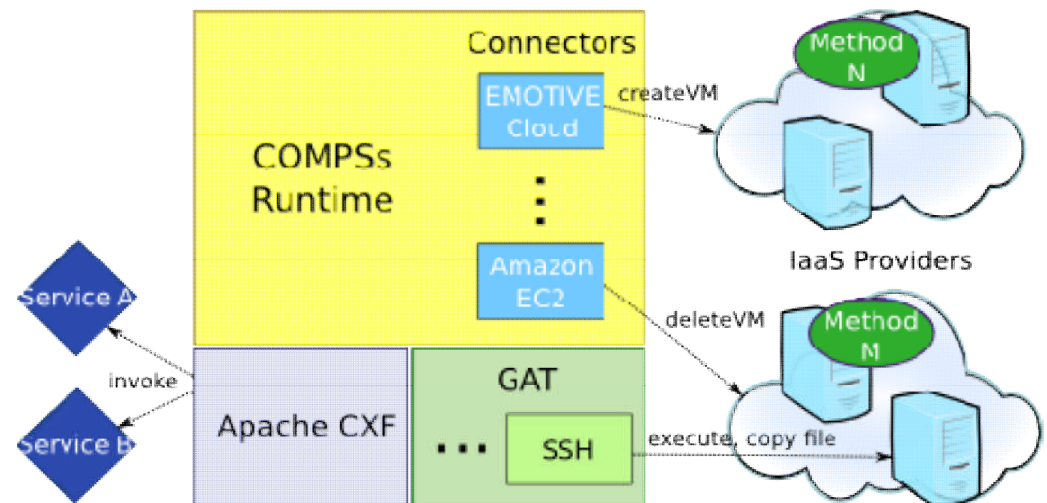 Connectors
EMOTIVE
Cloud
createVM
Method
N
COMPSs
Runtime
Amazon
EC2
IaaS Providers
Service A
deleteVM
Method
M
invoke
GAT
Service B
Apache CXF
SSH
execute, copy file